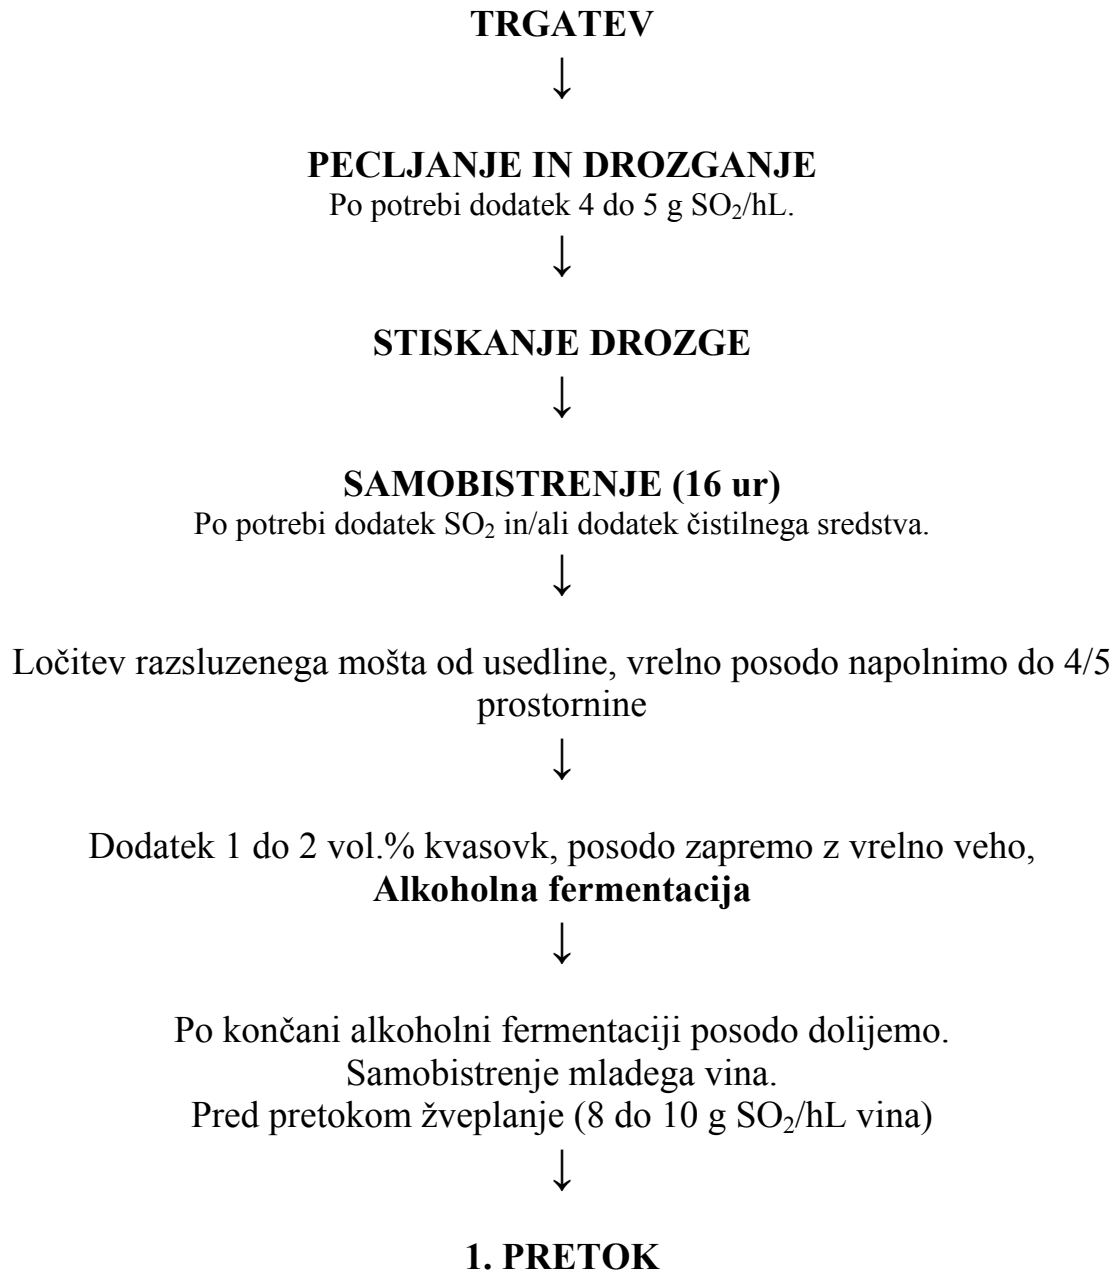 TRGATEV
↓
PECLJANJE IN DROZGANJE
Po potrebi dodatek 4 do 5 g SO₂/hL.
↓
STISKANJE DROZGE
↓
SAMOBISTRENJE (16 ur)
Po potrebi dodatek SO₂ in/ali dodatek čistilnega sredstva.
↓
Ločitev razsluzenega mošta od usedline, vrelno posodo napolnimo do 4/5
prostornine
↓
Dodatek 1 do 2 vol.% kvasovk, posodo zapremo z vrelno veho,
Alkoholna fermentacija
↓
Po končani alkoholni fermentaciji posodo dolijemo.
Samobistrenje mladega vina.
Pred pretokom žveplanje (8 do 10 g SO₂/hL vina)
↓
1. PRETOK